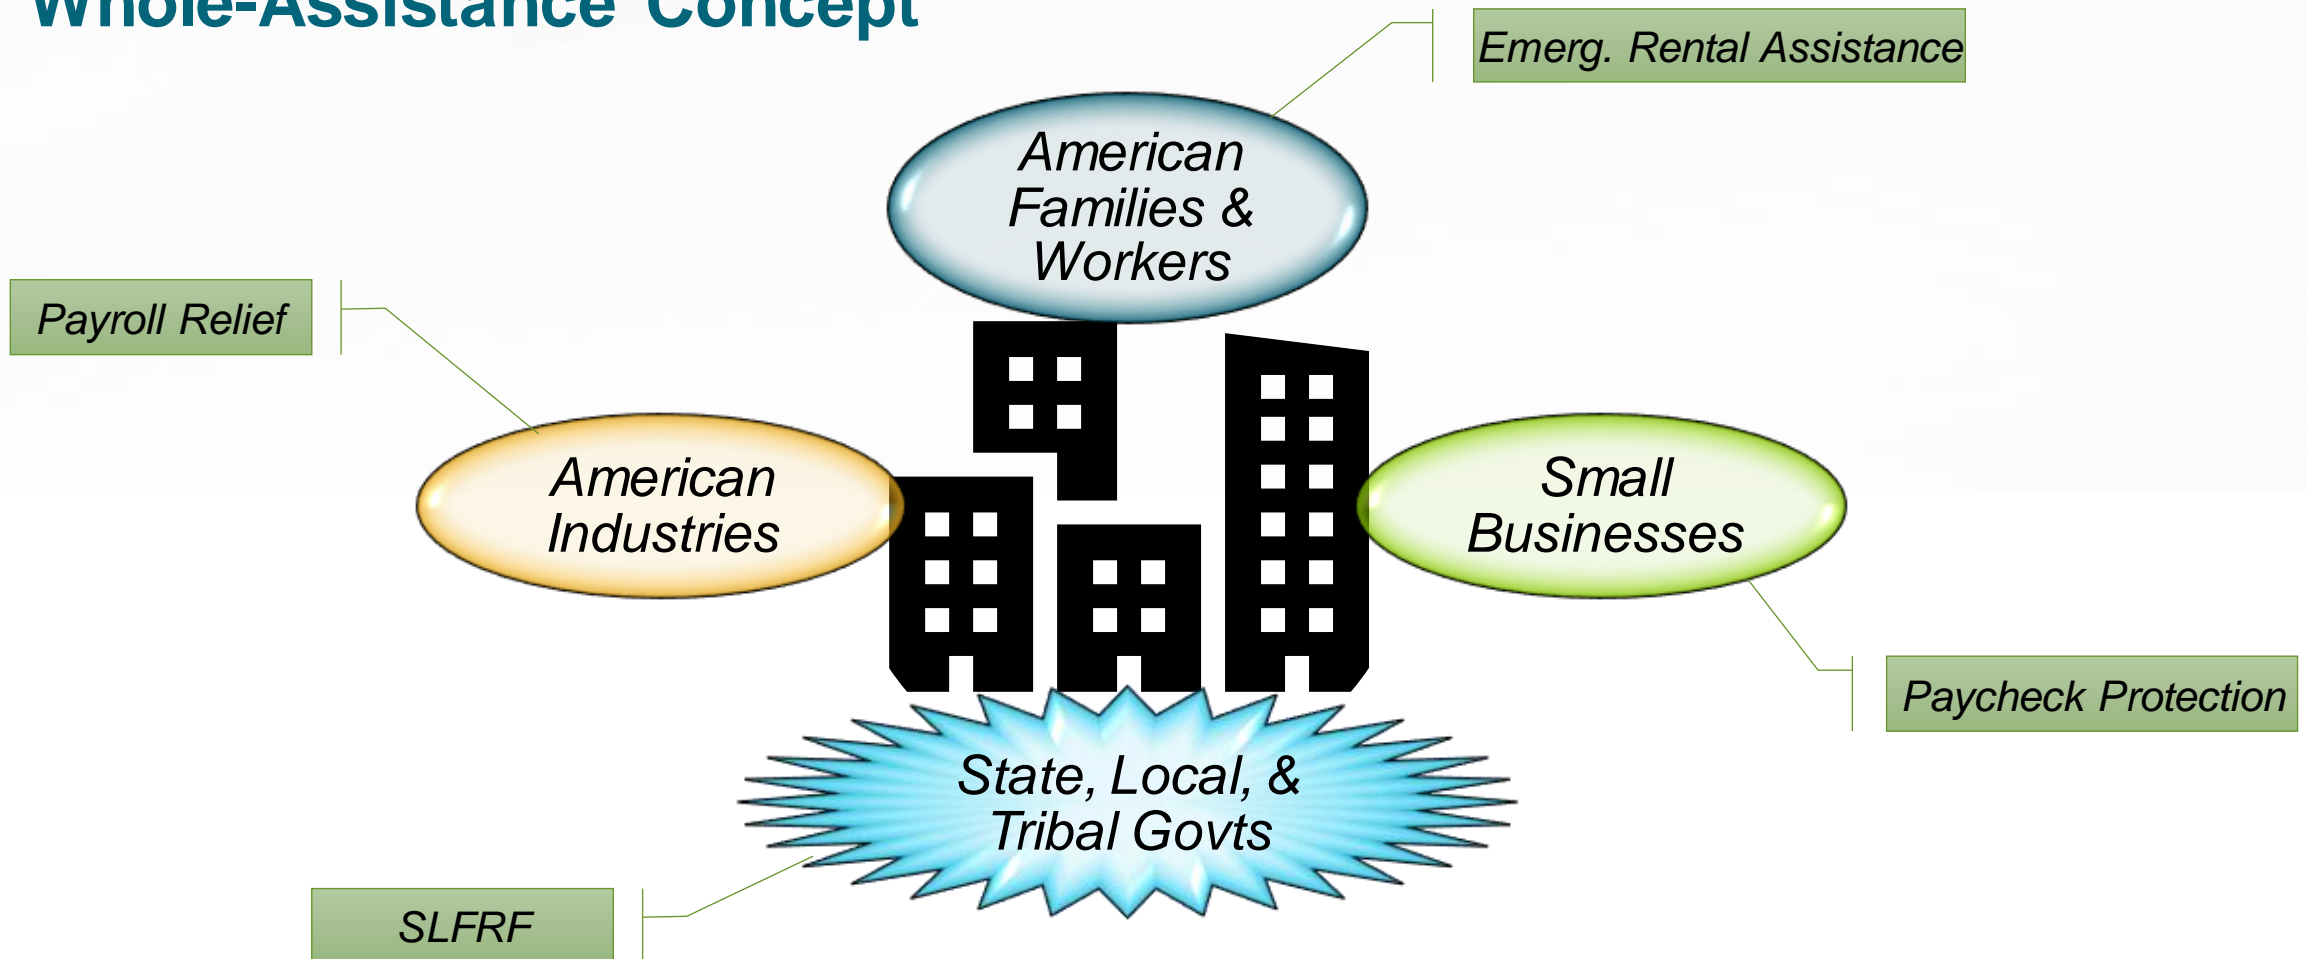 Whole-Assistance Concept
Emerg. Rental Assistance
American
Families &
Workers
Payroll Relief
American
Industries
Small
Businesses
Paycheck Protection
State, Local, &
Tribal Govts
SLFRF